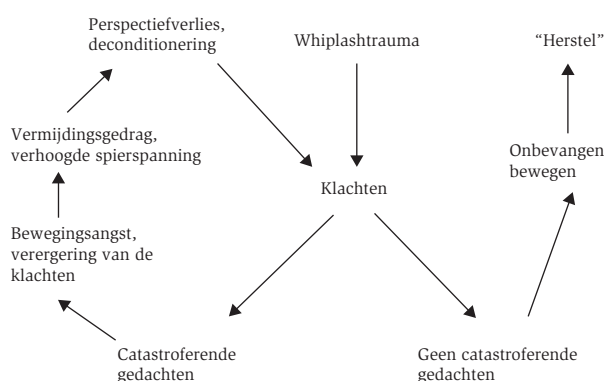 Perspectiefverlies,
deconditionering
Whiplashtrauma
“Herstel”
Vermijdingsgedrag,
verhoogde spierspanning
Onbevangen
bewegen
Klachten
Bewegingsangst,
verergering van de
klachten
Catastroferende
gedachten
Geen catastroferende
gedachten